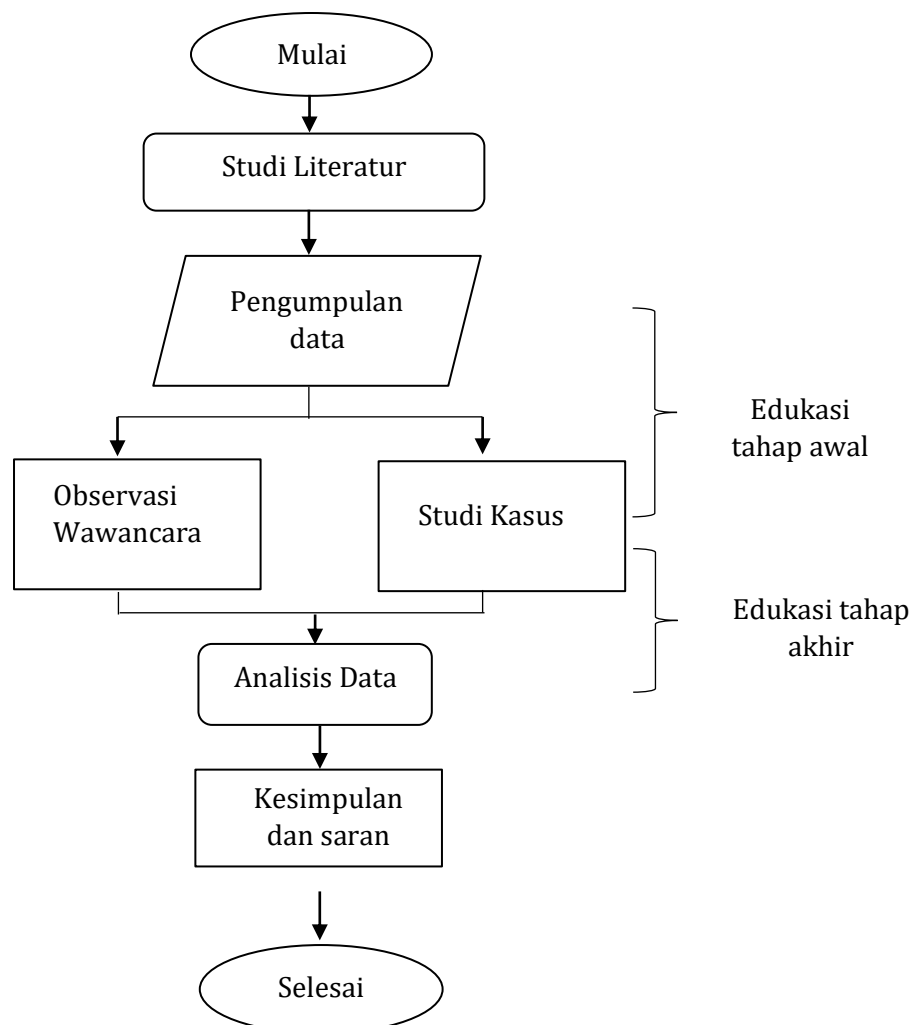 Mulai
Studi Literatur
Pengumpulan
data
Edukasi
tahap awal
Observasi
Wawancara
Studi Kasus
Edukasi tahap
akhir
Analisis Data
Kesimpulan
dan saran
Selesai